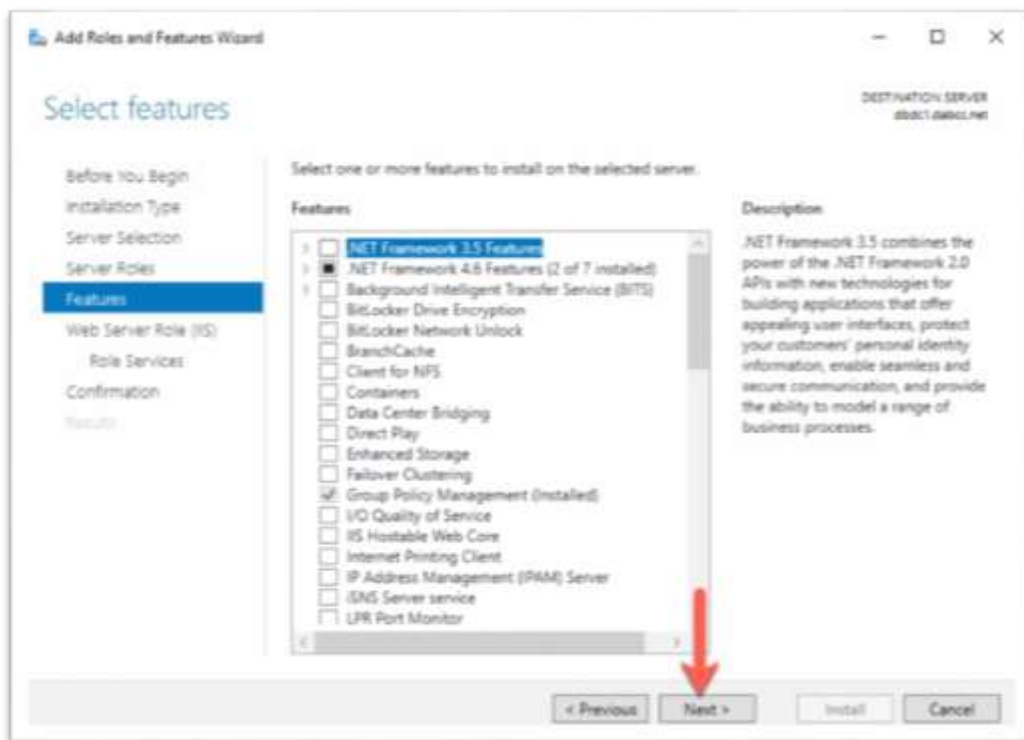 Add Roles and Features Wizard
Select features
DESTINATION SERVER
Before You Begin
Installation Type
Server Selection
Server Roles
Features
Web Server Role (IIS)
Role Services
Confirmation
Results
Select one or more features to install on the selected server.
Features
.NET Framework 3.5 Features
.NET Framework 4.6 Features (2 of 7 installed)
Background Intelligent Transfer Service (BITS)
BitLocker Drive Encryption
BitLocker Network Unlock
BranchCache
Client for NFS
Containers
Data Center Bridging
Direct Play
Enhanced Storage
Failover Clustering
Group Policy Management (Installed)
I/O Quality of Service
IIS Hostable Web Core
Internet Printing Client
IP Address Management (IPAM) Server
iSNS Server service
LPR Port Monitor
Description
.NET Framework 3.5 combines the
power of the .NET Framework 2.0
APIs with new technologies for
building applications that offer
appealing user interfaces, protect
your customers' personal identity
information, enable seamless and
secure communication, and provide
the ability to model a range of
business processes.
< Previous
Next >
Install
Cancel